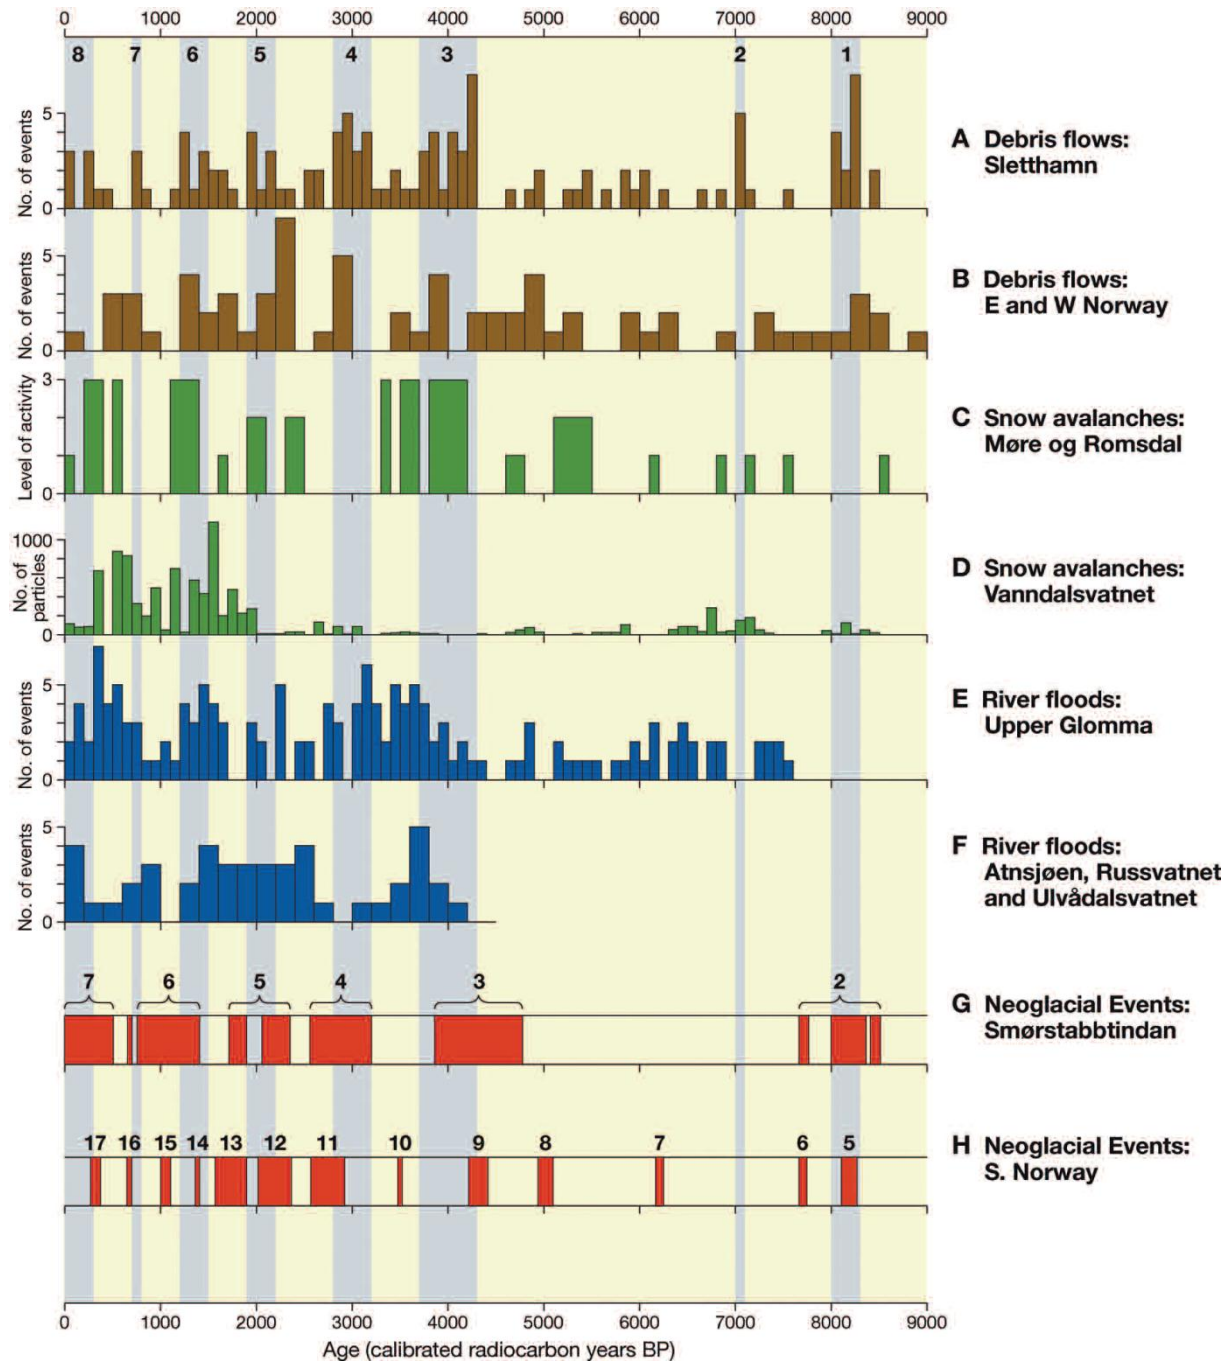 0 1000 2000 3000 4000 5000 6000 7000 8000 9000
8 7 6 5 4 3 2 1
No. of events
5
0
A Debris flows:
Sletthamn
No. of events
5
0
B Debris flows:
E and W Norway
Level of activity
3
0
C Snow avalanches:
Møre og Romsdal
No. of
particles
1000
0
D Snow avalanches:
Vanndalsvatnet
No. of events
5
0
E River floods:
Upper Glomma
No. of events
5
0
F River floods:
Atnsjøen, Russvatnet
and Ulvådalsvatnet
7 6 5 4 3 2
G Neoglacial Events:
Smørstabbtindan
17 16 15 14 13 12 11 10 9 8 7 6 5
H Neoglacial Events:
S. Norway
0 1000 2000 3000 4000 5000 6000 7000 8000 9000
Age (calibrated radiocarbon years BP)